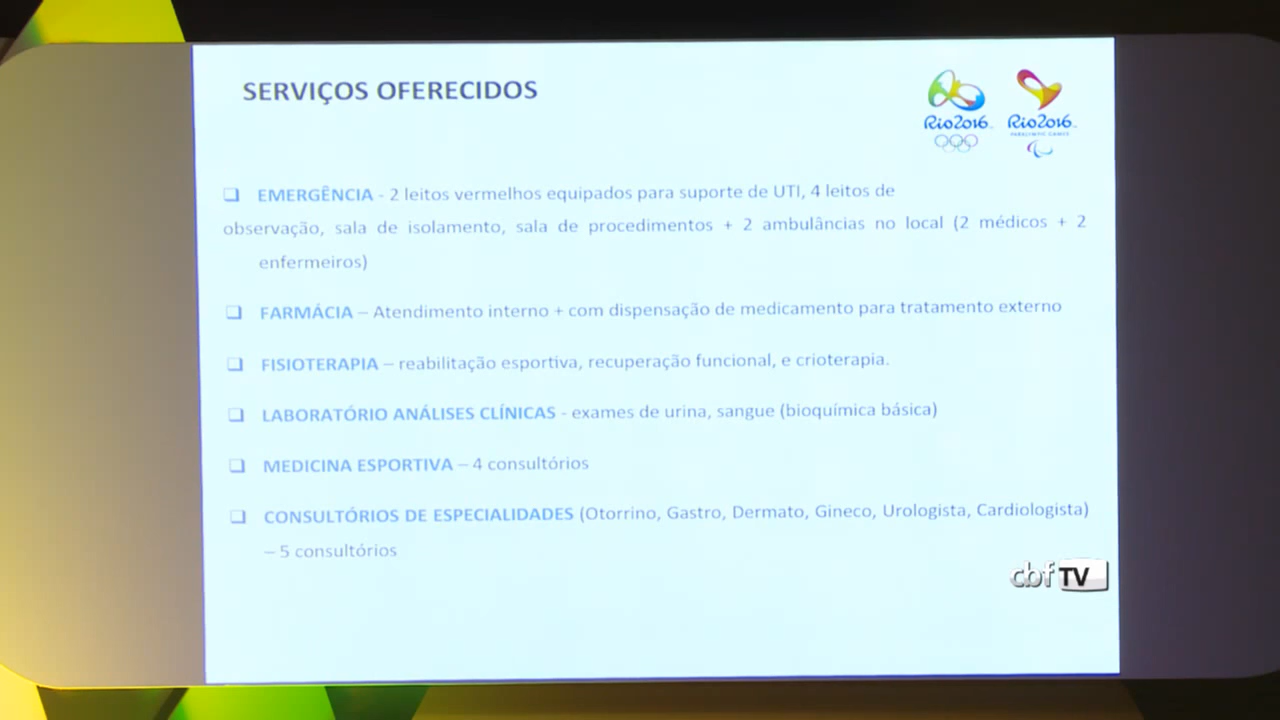 SERVIÇOS OFERECIDOS
Rio2016
Rio2016
PARALYMPIC GAMES
❑ EMERGÊNCIA - 2 leitos vermelhos equipados para suporte de UTI, 4 leitos de
observação, sala de isolamento, sala de procedimentos + 2 ambulâncias no local (2 médicos + 2
enfermeiros)
❑ FARMÁCIA – Atendimento interno + com dispensação de medicamento para tratamento externo
❑ FISIOTERAPIA – reabilitação esportiva, recuperação funcional, e crioterapia.
❑ LABORATÓRIO ANÁLISES CLÍNICAS - exames de urina, sangue (bioquímica básica)
❑ MEDICINA ESPORTIVA – 4 consultórios
❑ CONSULTÓRIOS DE ESPECIALIDADES (Otorrino, Gastro, Dermato, Gineco, Urologista, Cardiologista)
– 5 consultórios
cbf TV